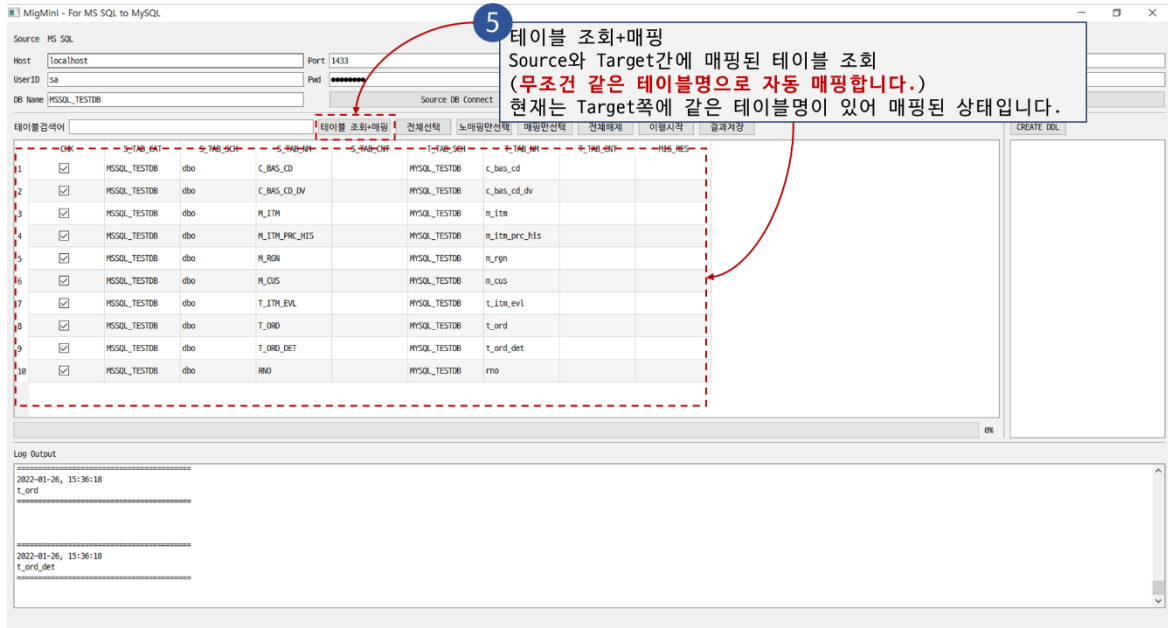 MigMini - For MS SQL to MySQL
5
테이블 조회+매핑
Source와 Target간에 매핑된 테이블 조회
(무조건 같은 테이블명으로 자동 매핑합니다.)
현재는 Target쪽에 같은 테이블명이 있어 매핑된 상태입니다.
Source MS SQL
Host localhost Port 1433
UserID sa Pwd ●●●●●●●●
DB Name MSSQL_TESTDB Source DB Connect
테이블검색어 테이블 조회+매핑 전체선택 노매핑만선택 매핑만선택 전체해제 이행시작 결과저장 CREATE DDL
CHK S_TAB_CAT S_TAB_SCH S_TAB_NM S_TAB_CNT T_TAB_SCH T_TAB_NM T_TAB_CNT MIG_RES
1 MSSQL_TESTDB dbo C_BAS_CD MYSQL_TESTDB c_bas_cd
2 MSSQL_TESTDB dbo C_BAS_CD_DV MYSQL_TESTDB c_bas_cd_dv
3 MSSQL_TESTDB dbo M_ITM MYSQL_TESTDB m_itm
4 MSSQL_TESTDB dbo M_ITM_PRC_HIS MYSQL_TESTDB m_itm_prc_his
5 MSSQL_TESTDB dbo M_RGN MYSQL_TESTDB m_rgn
6 MSSQL_TESTDB dbo M_CUS MYSQL_TESTDB m_cus
7 MSSQL_TESTDB dbo T_ITM_EVL MYSQL_TESTDB t_itm_evl
8 MSSQL_TESTDB dbo T_ORD MYSQL_TESTDB t_ord
9 MSSQL_TESTDB dbo T_ORD_DET MYSQL_TESTDB t_ord_det
10 MSSQL_TESTDB dbo RNO MYSQL_TESTDB rno
0%
Log Output
========================================
2022-01-26, 15:36:18
t_ord
========================================
========================================
2022-01-26, 15:36:18
t_ord_det
========================================